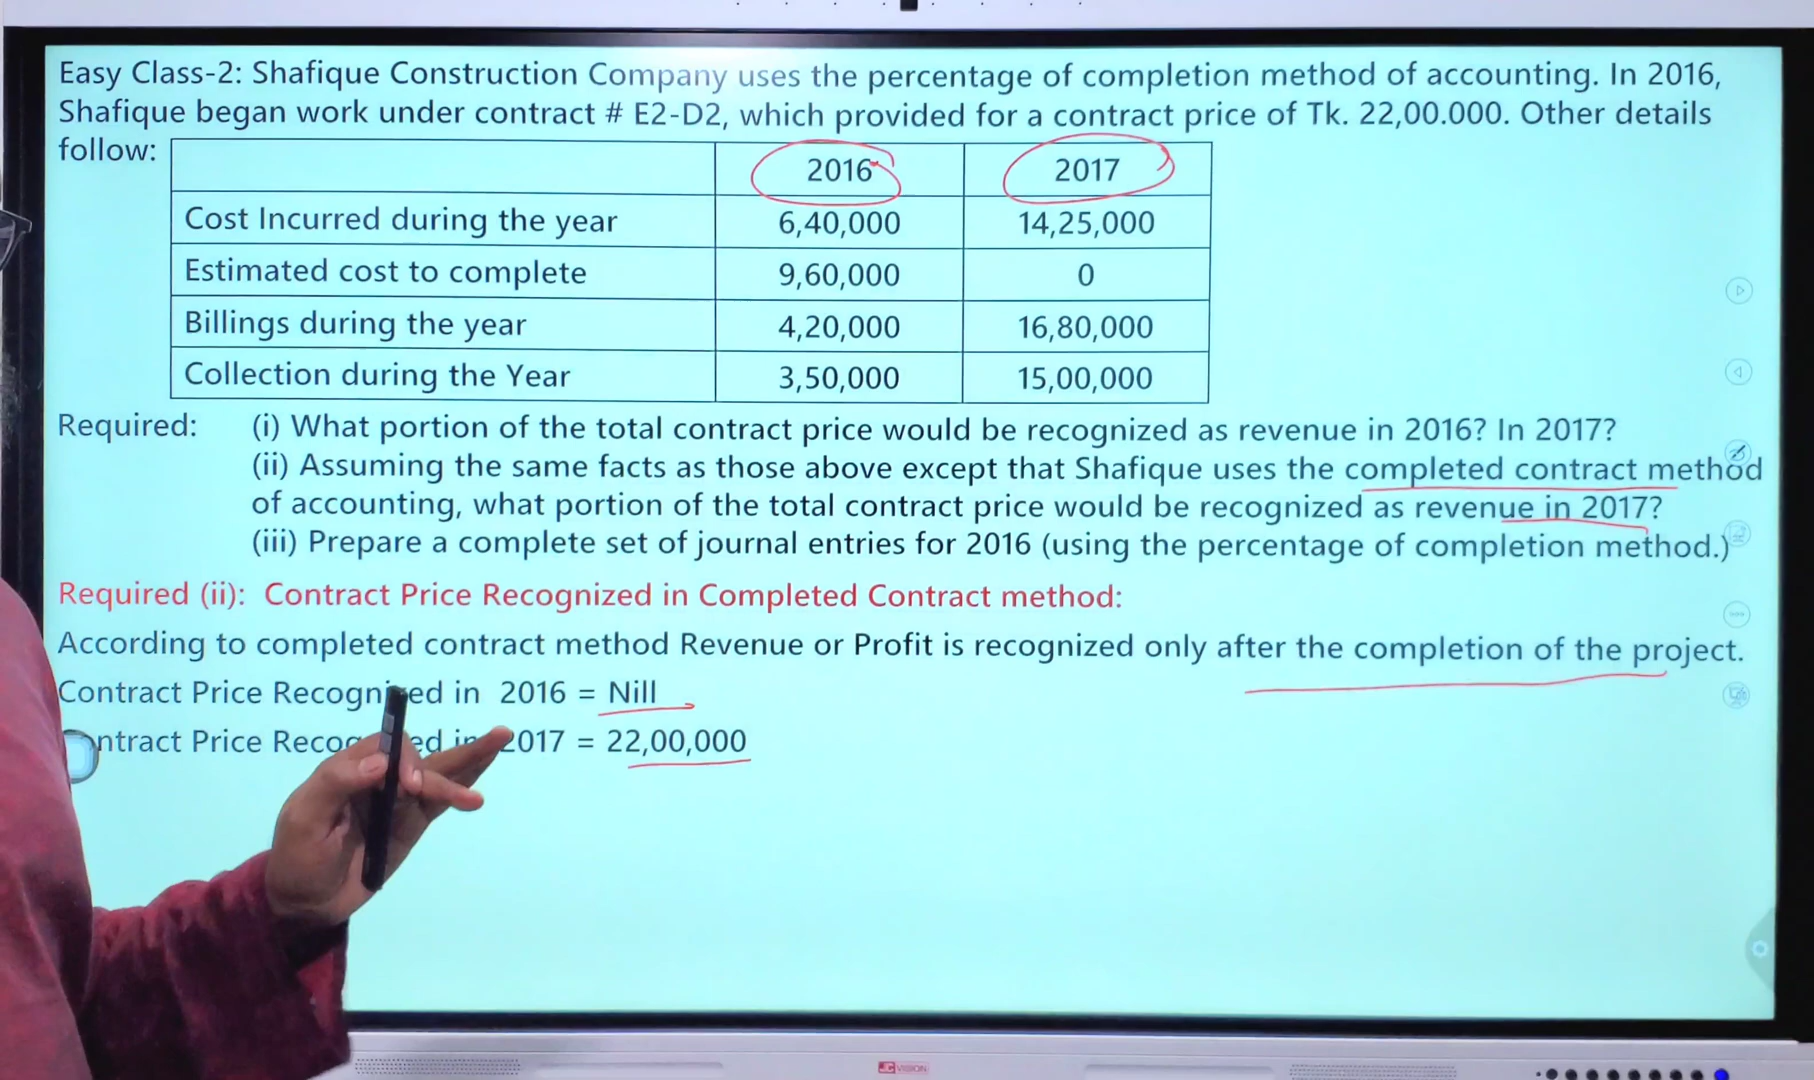 Easy Class-2: Shafique Construction Company uses the percentage of completion method of accounting. In 2016,
Shafique began work under contract # E2-D2, which provided for a contract price of Tk. 22,00.000. Other details
follow:
2016 2017
Cost Incurred during the year 6,40,000 14,25,000
Estimated cost to complete 9,60,000 0
Billings during the year 4,20,000 16,80,000
Collection during the Year 3,50,000 15,00,000
Required: (i) What portion of the total contract price would be recognized as revenue in 2016? In 2017?
(ii) Assuming the same facts as those above except that Shafique uses the completed contract method
of accounting, what portion of the total contract price would be recognized as revenue in 2017?
(iii) Prepare a complete set of journal entries for 2016 (using the percentage of completion method.)
Required (ii): Contract Price Recognized in Completed Contract method:
According to completed contract method Revenue or Profit is recognized only after the completion of the project.
Contract Price Recognized in 2016 = Nill
Price in 2017 = 22,00,000
VISION